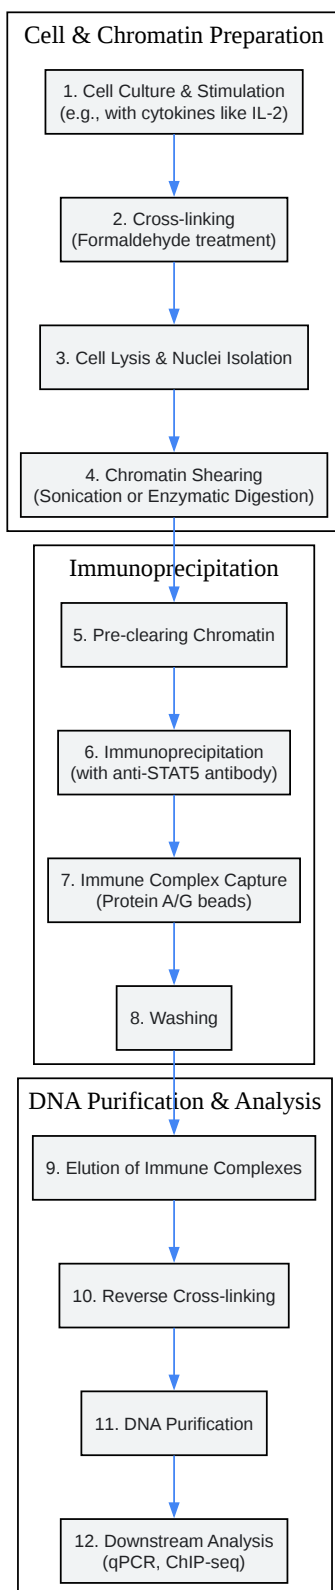 Cell & Chromatin Preparation
1. Cell Culture & Stimulation
(e.g., with cytokines like IL-2)
2. Cross-linking
(Formaldehyde treatment)
3. Cell Lysis & Nuclei Isolation
4. Chromatin Shearing
(Sonication or Enzymatic Digestion)
Immunoprecipitation
5. Pre-clearing Chromatin
6. Immunoprecipitation
(with anti-STAT5 antibody)
7. Immune Complex Capture
(Protein A/G beads)
8. Washing
DNA Purification & Analysis
9. Elution of Immune Complexes
10. Reverse Cross-linking
11. DNA Purification
12. Downstream Analysis
(qPCR, ChIP-seq)